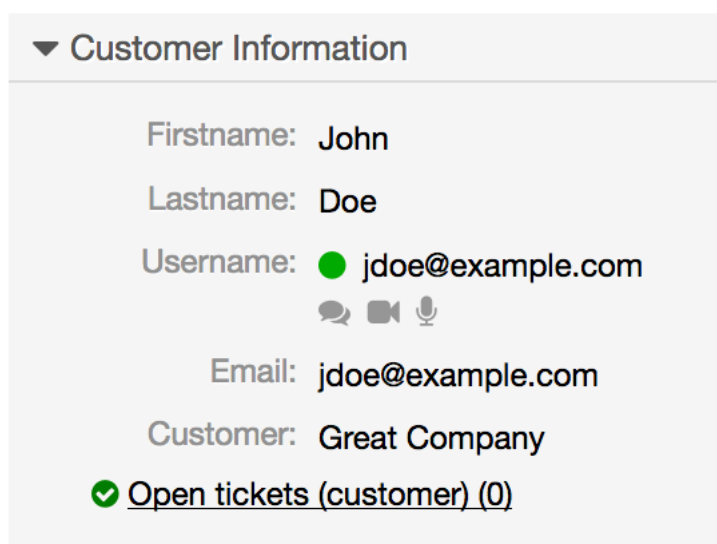 Customer Information
Firstname: John
Lastname: Doe
Username: jdoe@example.com
Email: jdoe@example.com
Customer: Great Company
Open tickets (customer) (0)